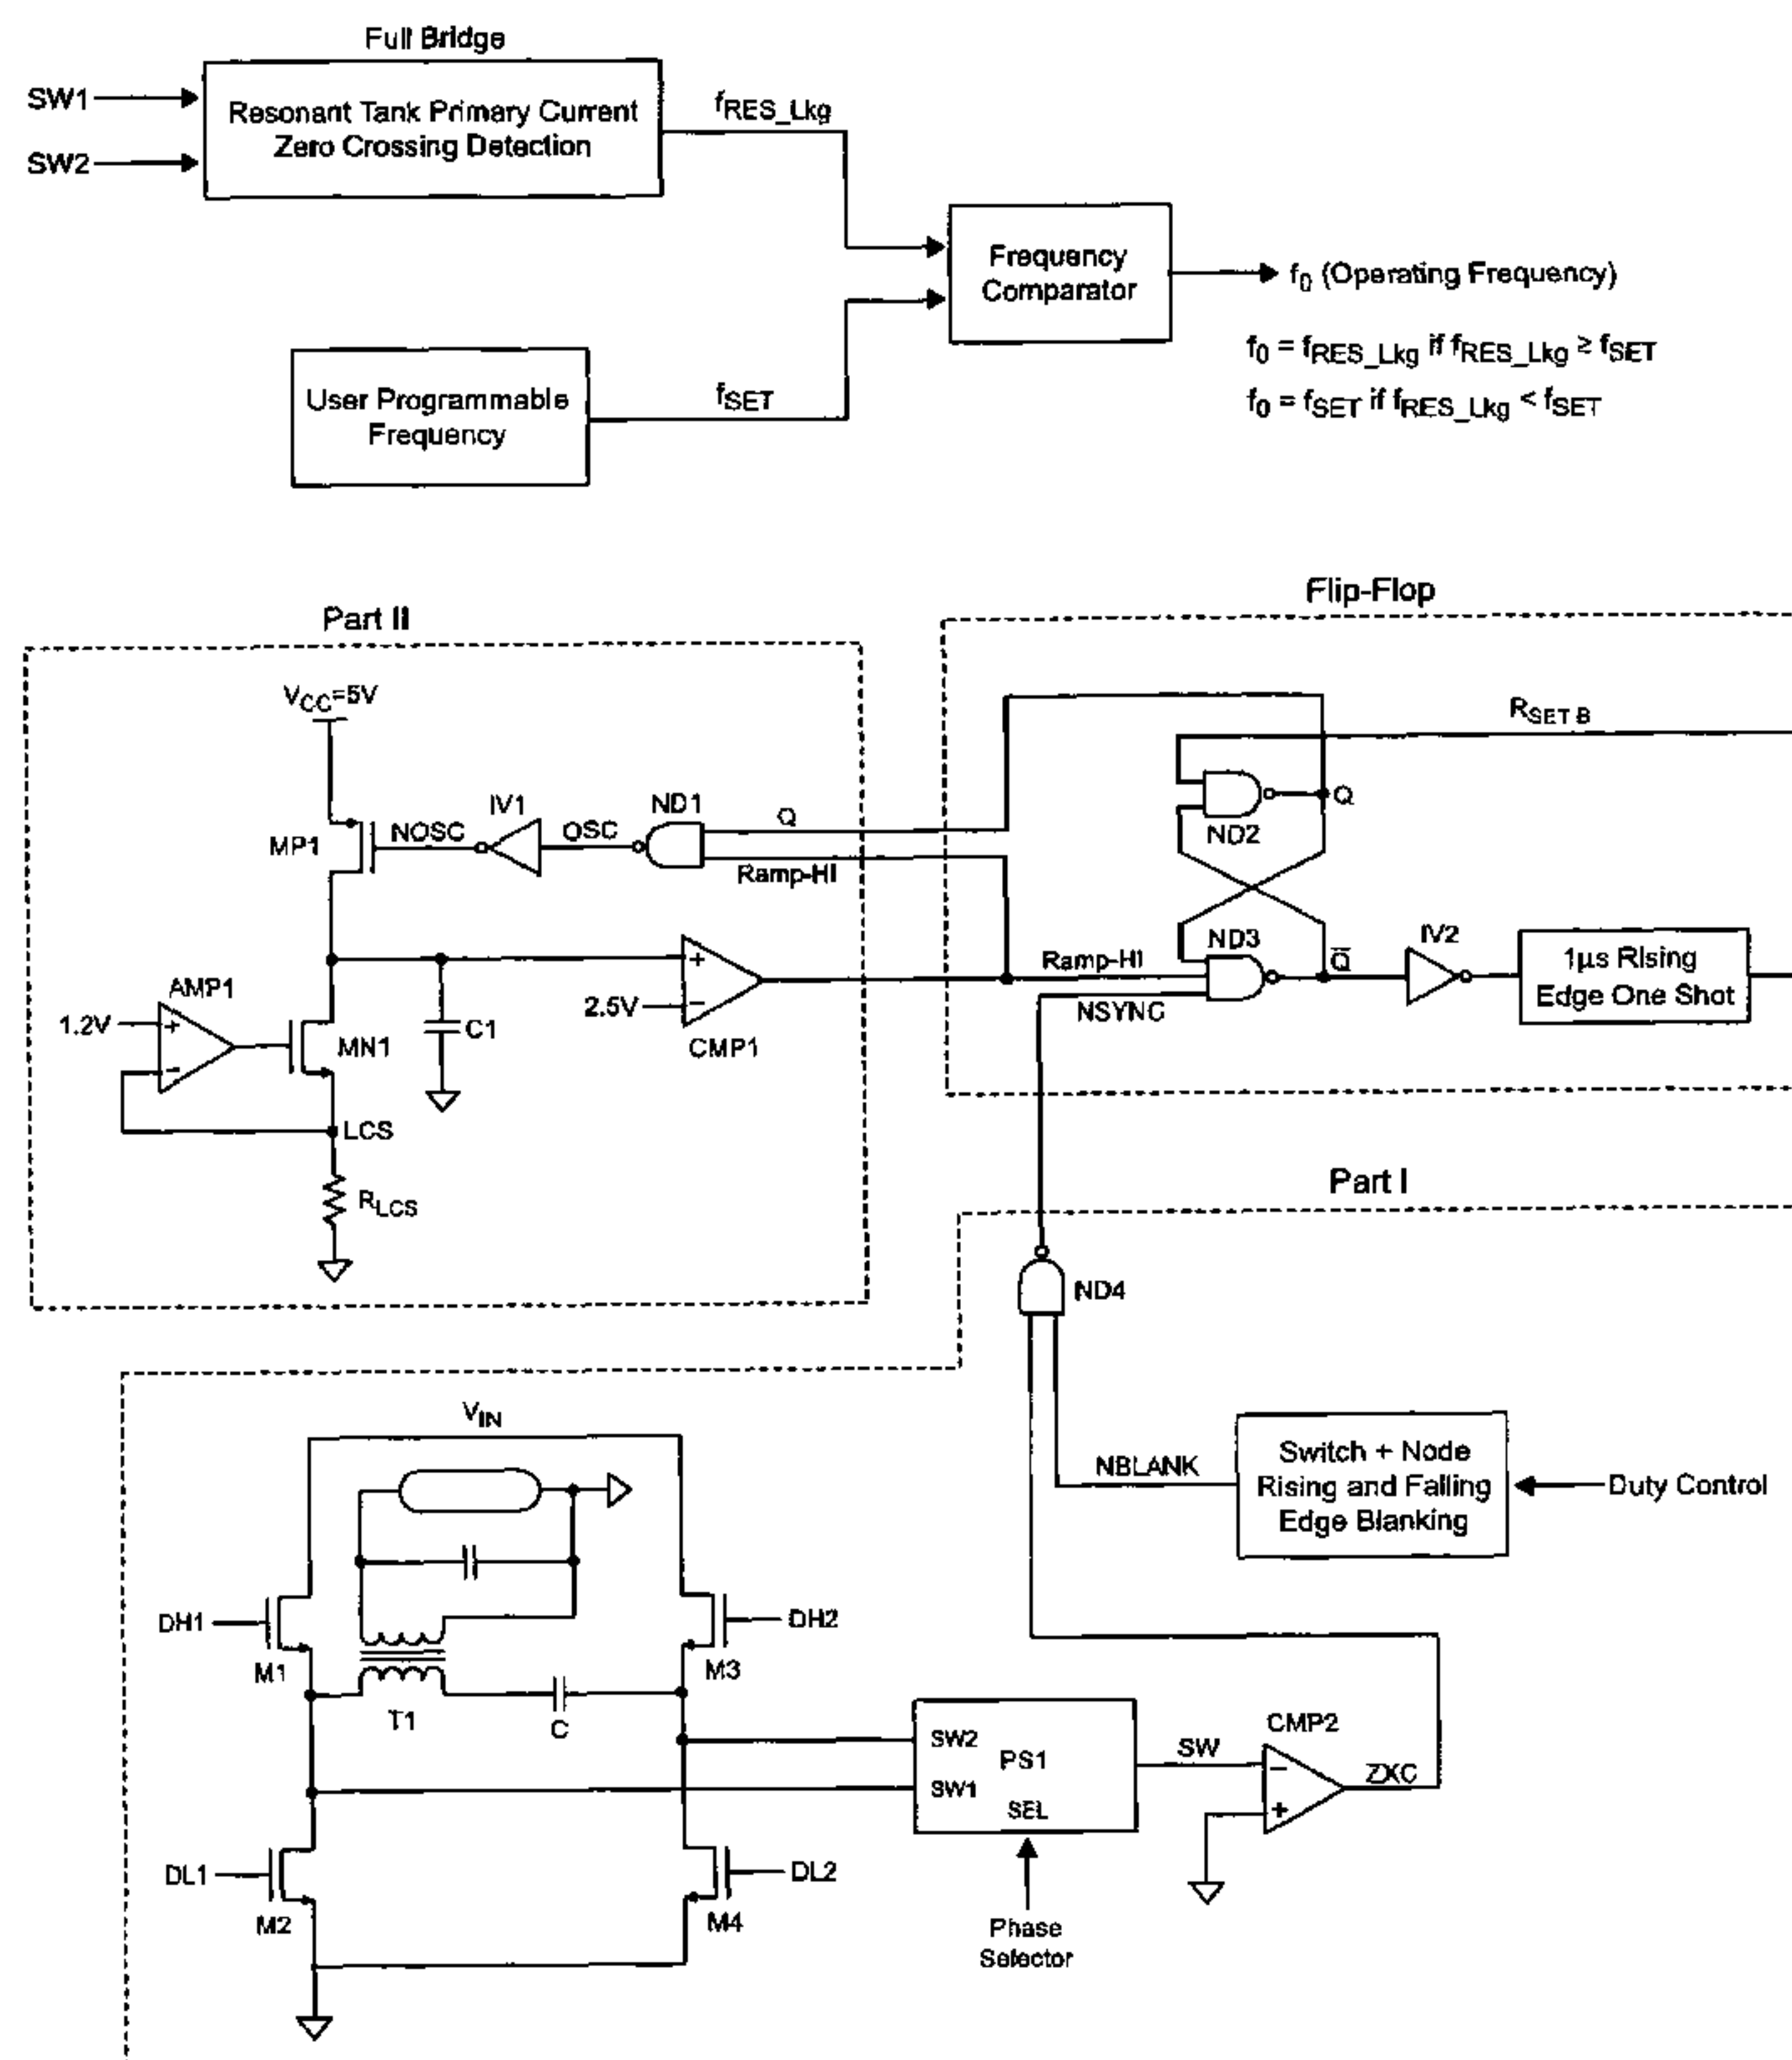 Full Bridge
SW1
SW2
Resonant Tank Primary Current
Zero Crossing Detection
fRES_Lkg
Frequency
Comparator
f0 (Operating Frequency)
f0 = fRES_Lkg if fRES_Lkg ≥ fSET
f0 = fSET if fRES_Lkg < fSET
User Programmable
Frequency
fSET
Flip-Flop
Part II
VCC=5V
RSET B
MP1
NOSC
IV1
OSC
ND1
Q
Ramp-HI
ND2
Q
AMP1
1.2V
+
-
MN1
C1
2.5V
+
-
CMP1
Ramp-HI
NSYNC
ND3
Q̅
IV2
1µs Rising
Edge One Shot
LCS
RLCS
Part I
ND4
VIN
NBLANK
Switch + Node
Rising and Falling
Edge Blanking
Duty Control
DH1
M1
T1
C
DH2
M3
SW2
PS1
SW1
SEL
SW
CMP2
-
+
ZXC
DL1
M2
DL2
M4
Phase
Selector